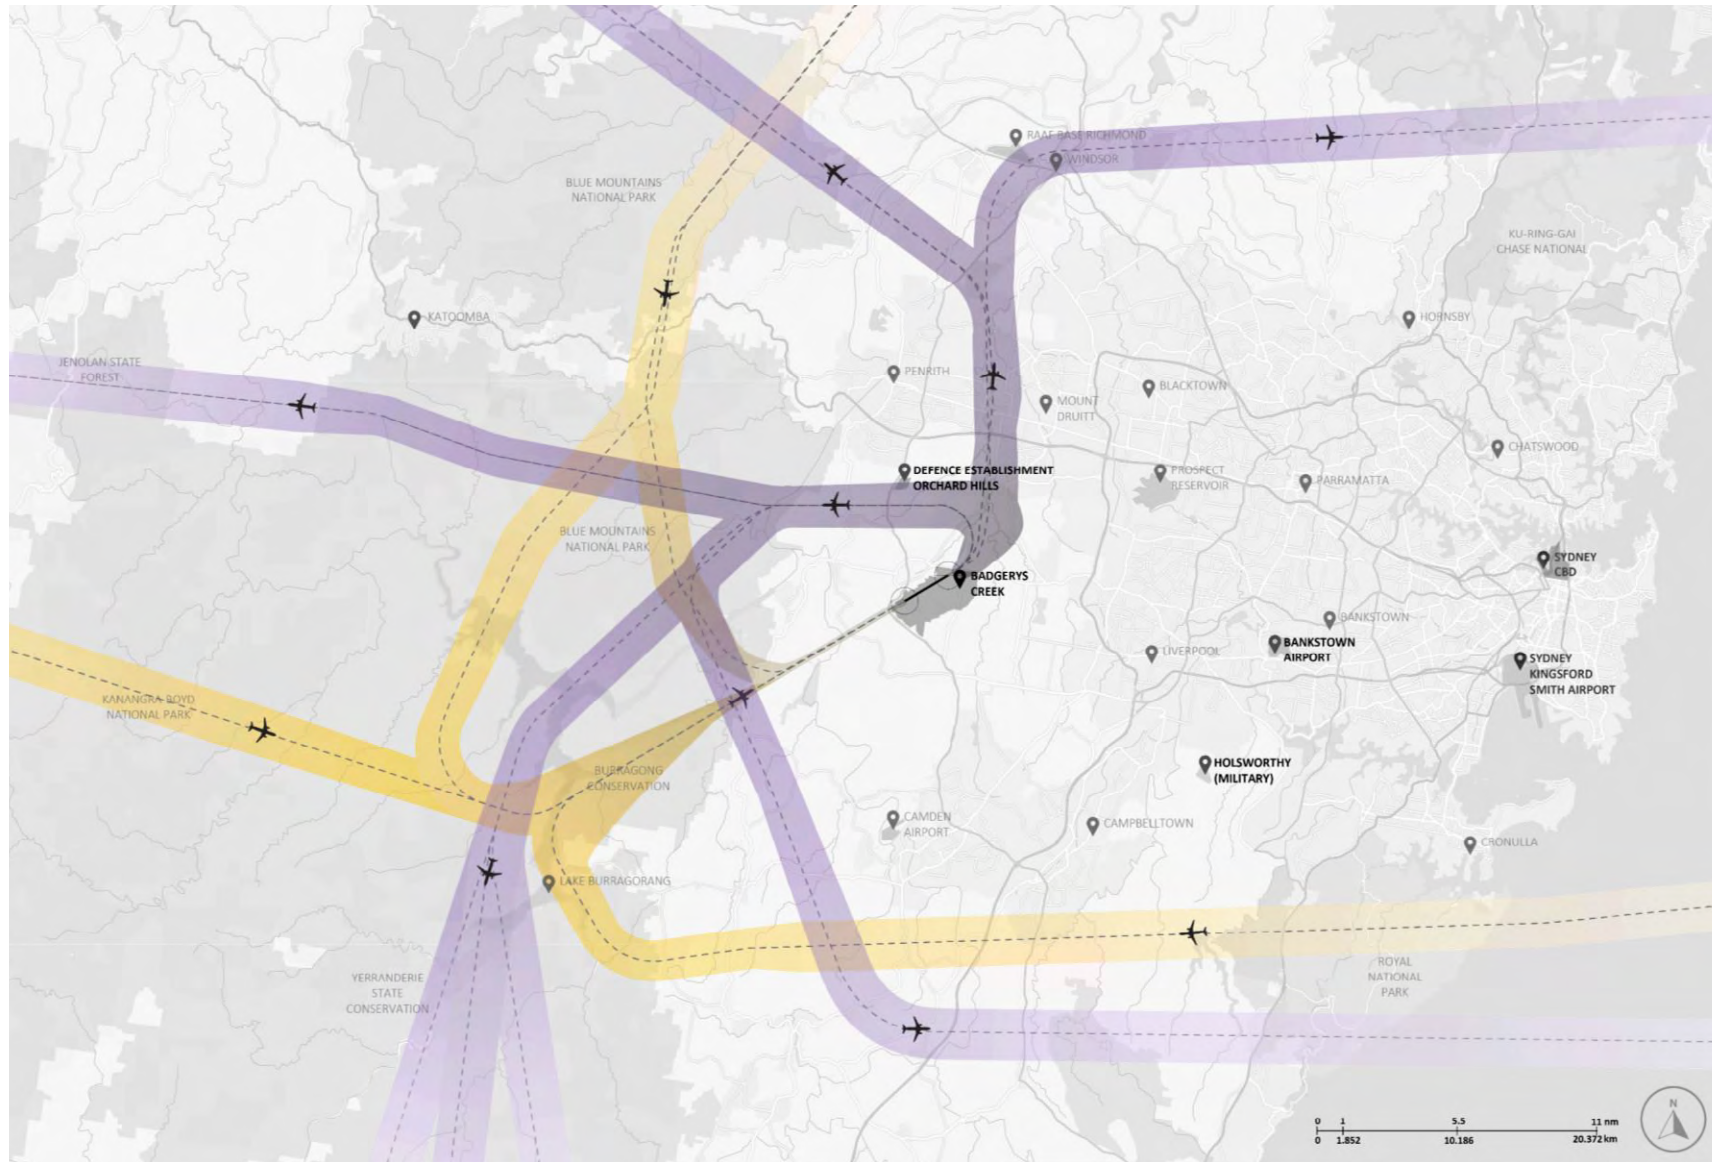 RAAF BASE RICHMOND
WINDSOR
BLUE MOUNTAINS
NATIONAL PARK
KU-RING-GAI
CHASE NATIONAL
KATOOMBA
HORNSBY
JENOLAN STATE
FOREST
PENRITH
BLACKTOWN
MOUNT
DRUITT
CHATSWOOD
DEFENCE ESTABLISHMENT
ORCHARD HILLS
PROSPECT
RESERVOIR
PARRAMATTA
BLUE MOUNTAINS
NATIONAL PARK
SYDNEY
CBD
BADGERYS
CREEK
BANKSTOWN
BANKSTOWN
AIRPORT
LIVERPOOL
SYDNEY
KINGSFORD
SMITH AIRPORT
KANANGRA-BOYD
NATIONAL PARK
HOLSWORTHY
(MILITARY)
BURRAGONG
CONSERVATION
CAMDEN
AIRPORT
CAMPBELLTOWN
CRONULLA
LAKE BURRAGORANG
YERRANDERIE
STATE
CONSERVATION
ROYAL
NATIONAL
PARK
N
0 1 5.5 11 nm
0 1.852 10.186 20.372 km